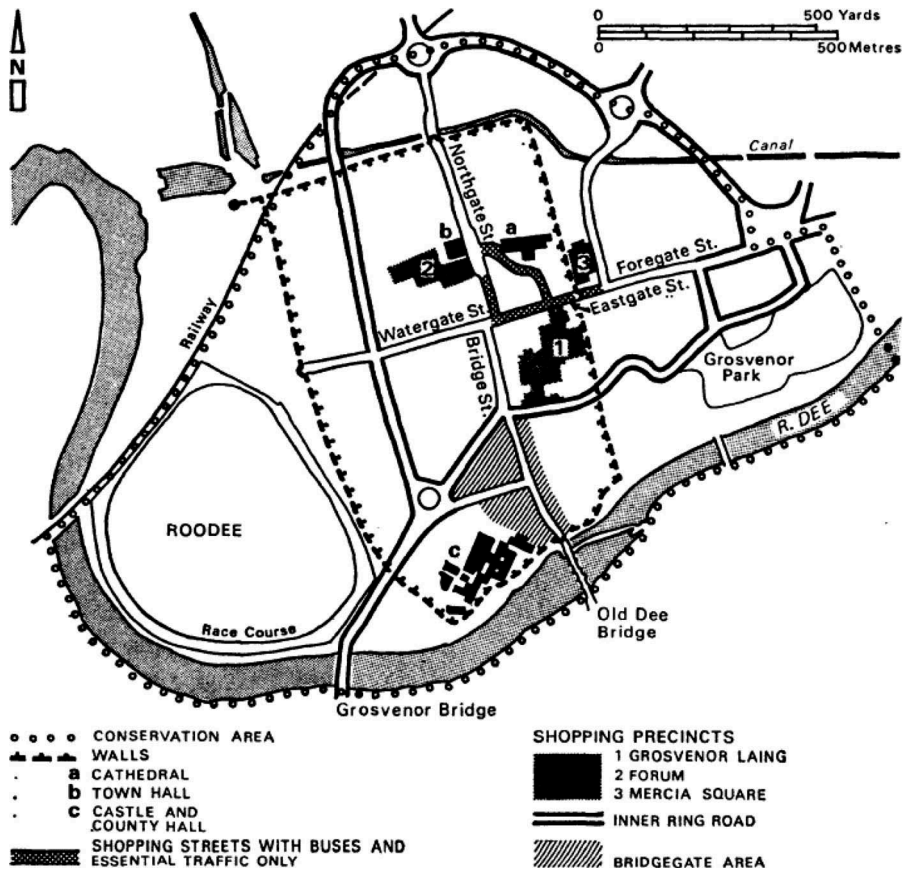 0 500 Yards
0 500 Metres
N
Canal
Northgate St.
b
a
2
3
Foregate St.
Eastgate St.
Watergate St.
Railway
Bridge St.
1
Grosvenor
Park
R. DEE
ROODEE
c
Race Course
Old Dee
Bridge
Grosvenor Bridge
CONSERVATION AREA
WALLS
a CATHEDRAL
b TOWN HALL
c CASTLE AND
COUNTY HALL
SHOPPING STREETS WITH BUSES AND
ESSENTIAL TRAFFIC ONLY
SHOPPING PRECINCTS
1 GROSVENOR LAING
2 FORUM
3 MERCIA SQUARE
INNER RING ROAD
BRIDGEGATE AREA